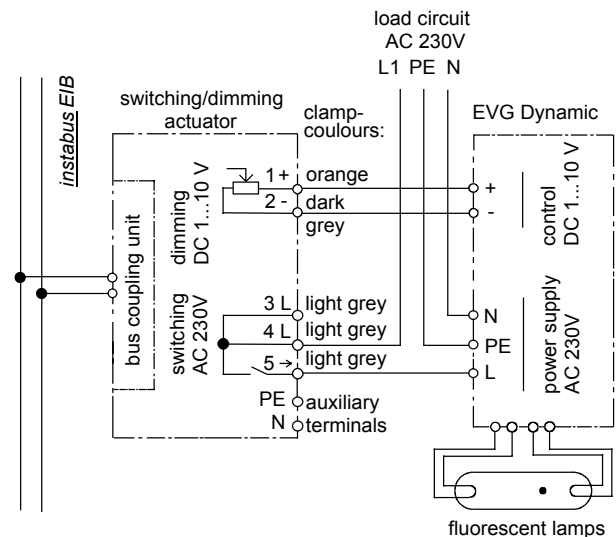 load circuit
AC 230V
L1 PE N
instabus EIB
switching/dimming
actuator
clamp-
coulours:
EVG Dynamic
bus coupling unit
dimming
DC 1...10 V
1 +
orange
2 -
dark
grey
+
-
control
DC 1...10 V
switching
AC 230V
3 L
light grey
4 L
light grey
5→
light grey
PE
auxiliary
N
terminals
N
PE
L
power supply
AC 230V
fluorescent lamps